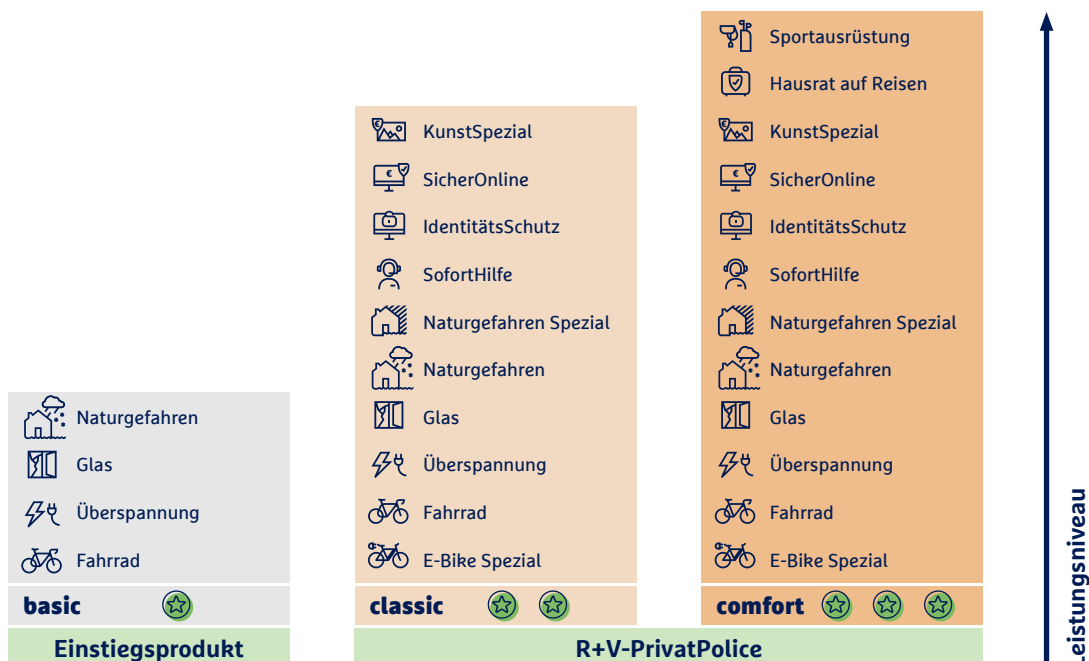 Naturgefahren
Glas
Überspannung
Fahrrad
basic
Einstiegsprodukt
KunstSpezial
SicherOnline
IdentitätsSchutz
SofortHilfe
Naturgefahren Spezial
Naturgefahren
Glas
Überspannung
Fahrrad
E-Bike Spezial
classic
Sportausrüstung
Hausrat auf Reisen
KunstSpezial
SicherOnline
IdentitätsSchutz
SofortHilfe
Naturgefahren Spezial
Naturgefahren
Glas
Überspannung
Fahrrad
E-Bike Spezial
comfort
R+V-PrivatPolice
Leistungsniveau